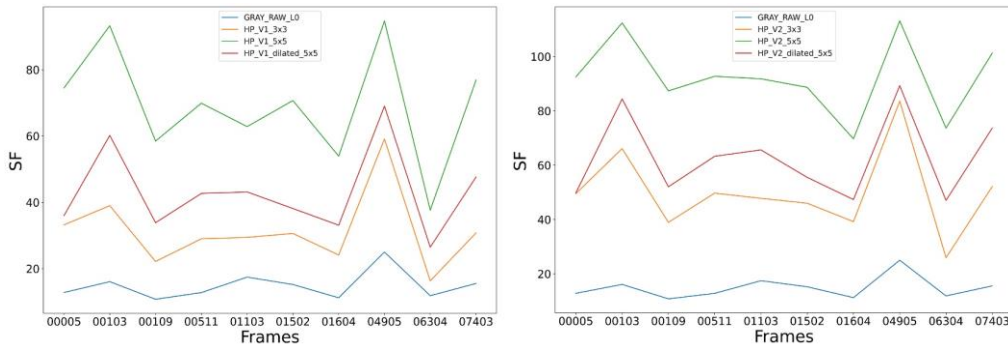 GRAY_RAW_L0
HP_V1_3x3
HP_V1_5x5
HP_V1_dilated_5x5
80
60
40
20
SF
00005 00103 00109 00511 01103 01502 01604 04905 06304 07403
Frames
GRAY_RAW_L0
HP_V2_3x3
HP_V2_5x5
HP_V2_dilated_5x5
100
80
60
40
20
SF
00005 00103 00109 00511 01103 01502 01604 04905 06304 07403
Frames